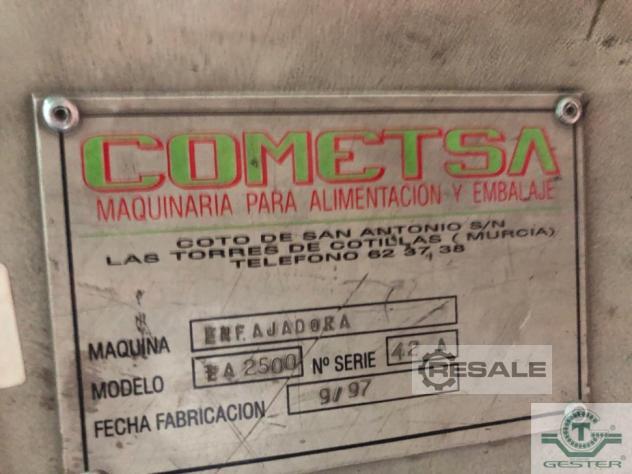 COMETSA
MAQUINARIA PARA ALIMENTACION Y EMBALAJE
COTO DE SAN ANTONIO S/N
LAS TORRES DE COTILLAS (MURCIA)
TELEFONO 62 37 38
MAQUINA ENFAJADORA
MODELO EA 2500 Nº SERIE 42 A
FECHA FABRICACION 9/97
RESALE
GESTER